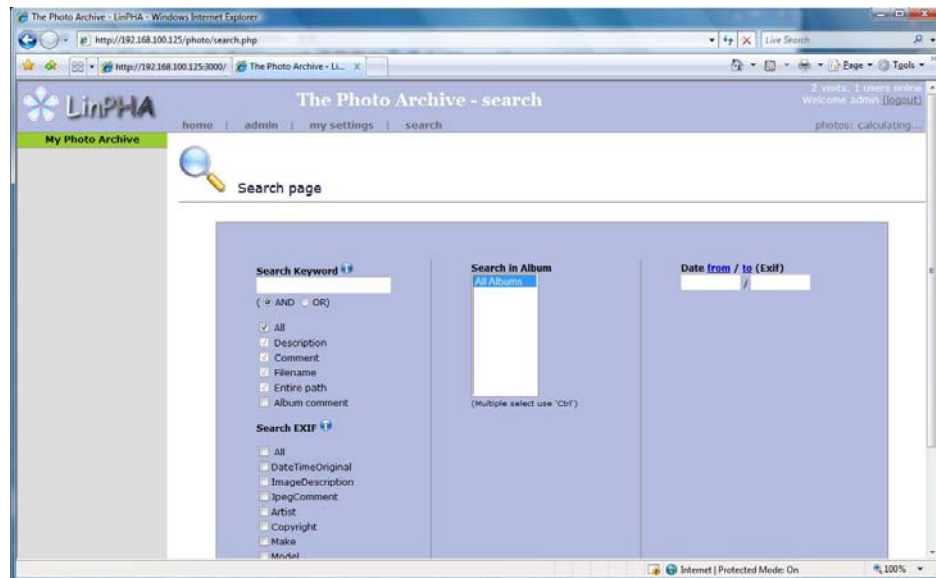 The Photo Archive - LinPHA - Windows Internet Explorer
http://192.168.100.125/photo/search.php
Live Search
http://192.168.100.125:3000/
The Photo Archive - Li...
Page
Tools
LinPHA
The Photo Archive - search
2 visits, 1 users online
Welcome admin [logout]
home | admin | my settings | search
photos: calculating...
My Photo Archive
Search page
Search Keyword
( AND OR)
All
Description
Comment
Filename
Entire path
Album comment
Search EXIF
All
DateTimeOriginal
ImageDescription
JpegComment
Artist
Copyright
Make
Model
Search in Album
All Albums
(Multiple select use 'Ctrl')
Date from / to (Exif)
/
Internet | Protected Mode: On
100%